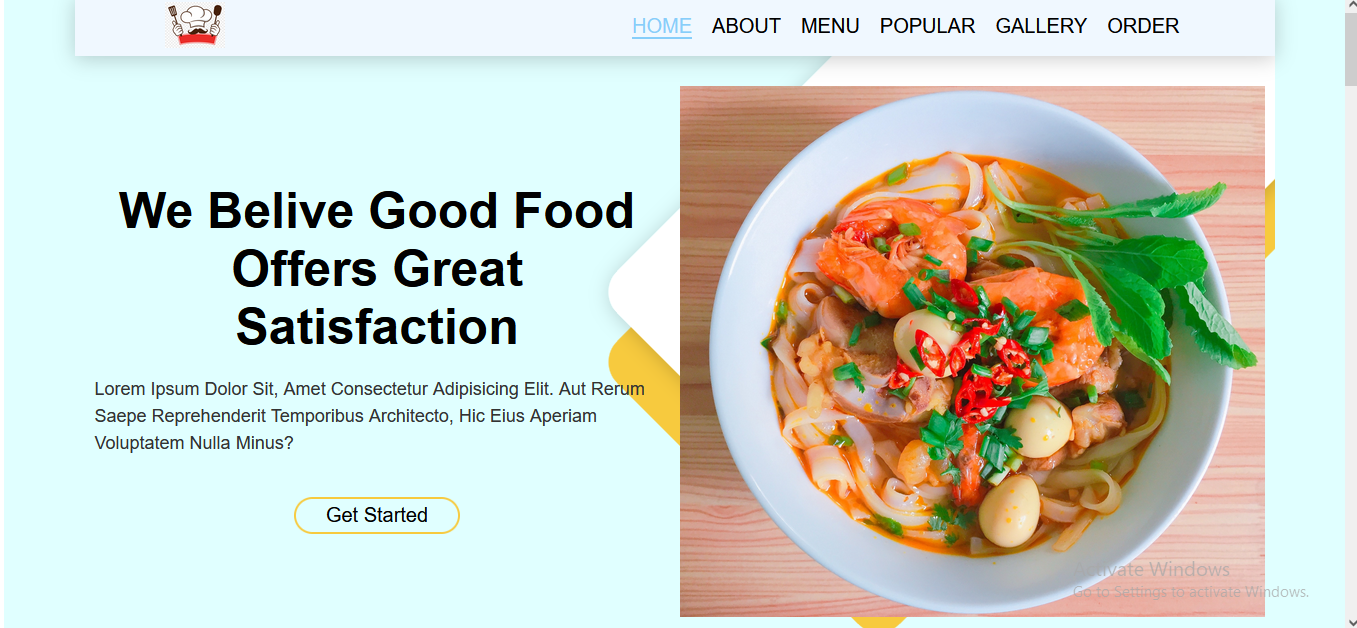 HOME ABOUT MENU POPULAR GALLERY ORDER
We Belive Good Food
Offers Great
Satisfaction
Lorem Ipsum Dolor Sit, Amet Consectetur Adipisicing Elit. Aut Rerum
Saepe Reprehenderit Temporibus Architecto, Hic Eius Aperiam
Voluptatem Nulla Minus?
Get Started
Activate Windows
Go to Settings to activate Windows.